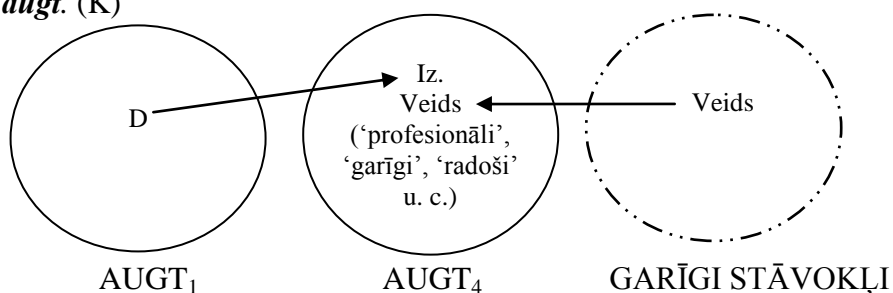 augt. (K)
Iz.
D
Veids
Veids
(‘profesionāli’,
‘garīgi’, ‘radoši’
u. c.)
AUGT₁
AUGT₄
GARĪGI STĀVOKĻI